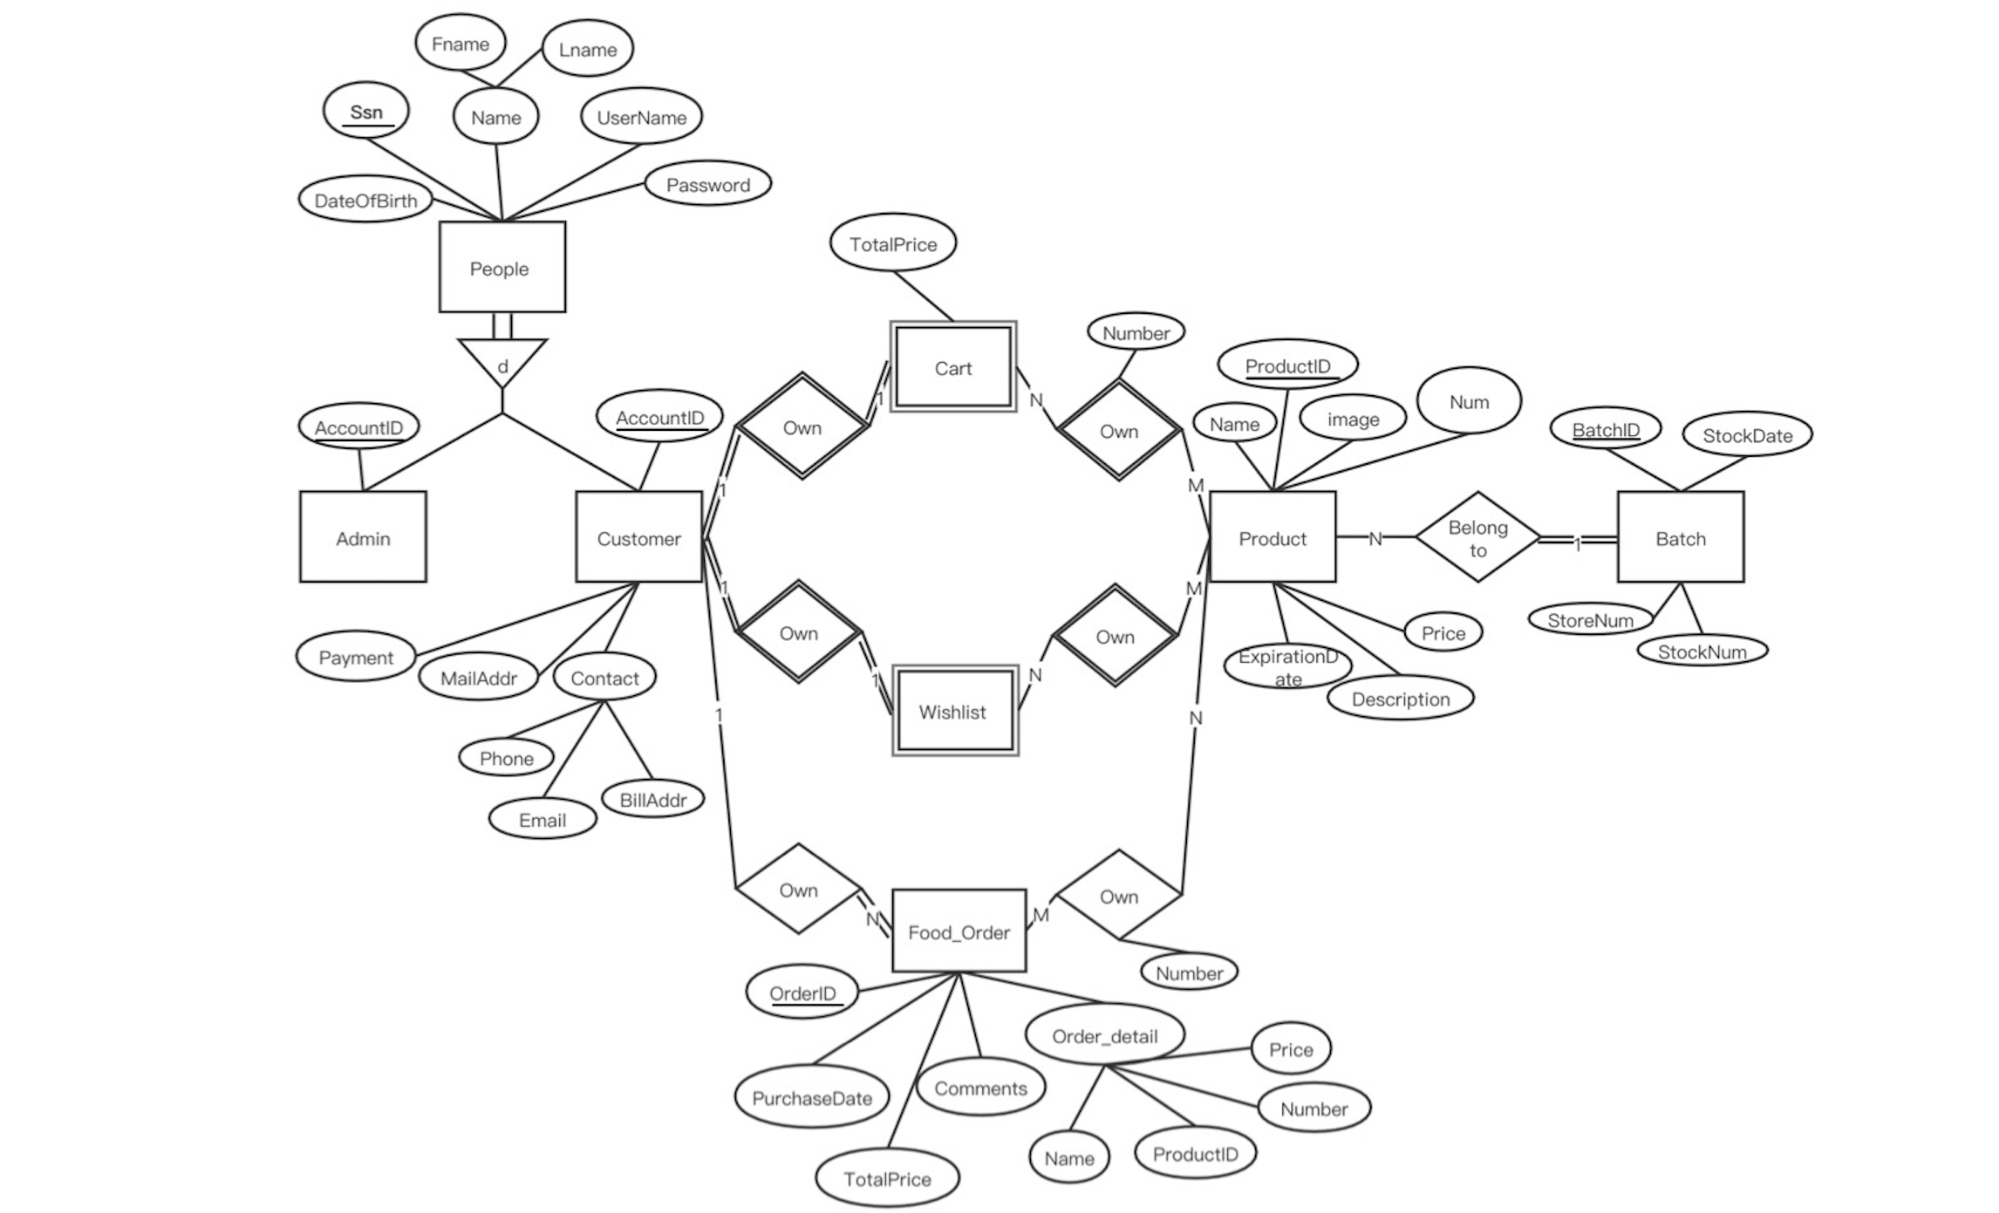 Fname
Lname
Ssn
Name
UserName
DateOfBirth
Password
People
d
TotalPrice
Cart
Number
AccountID
AccountID
Own
1
N
Own
ProductID
Name
image
Num
BatchID
StockDate
Admin
Customer
1
M
Product
N
Belong
to
1
Batch
1
Own
1
Wishlist
N
Own
M
Payment
MailAddr
Contact
Phone
Email
BillAddr
ExpirationD
ate
Price
Description
StoreNum
StockNum
1
N
Own
N
Food_Order
M
Own
Number
OrderID
PurchaseDate
TotalPrice
Comments
Order_detail
Price
Number
ProductID
Name